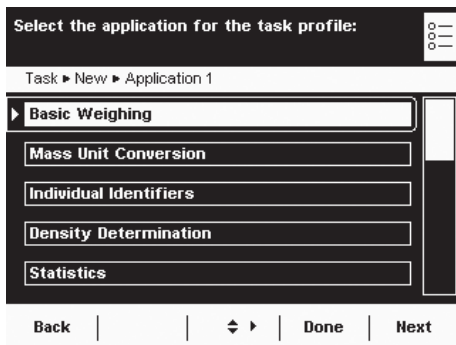 Select the application for the task profile:
Task ▸ New ▸ Application 1
Basic Weighing
Mass Unit Conversion
Individual Identifiers
Density Determination
Statistics
Back Done Next